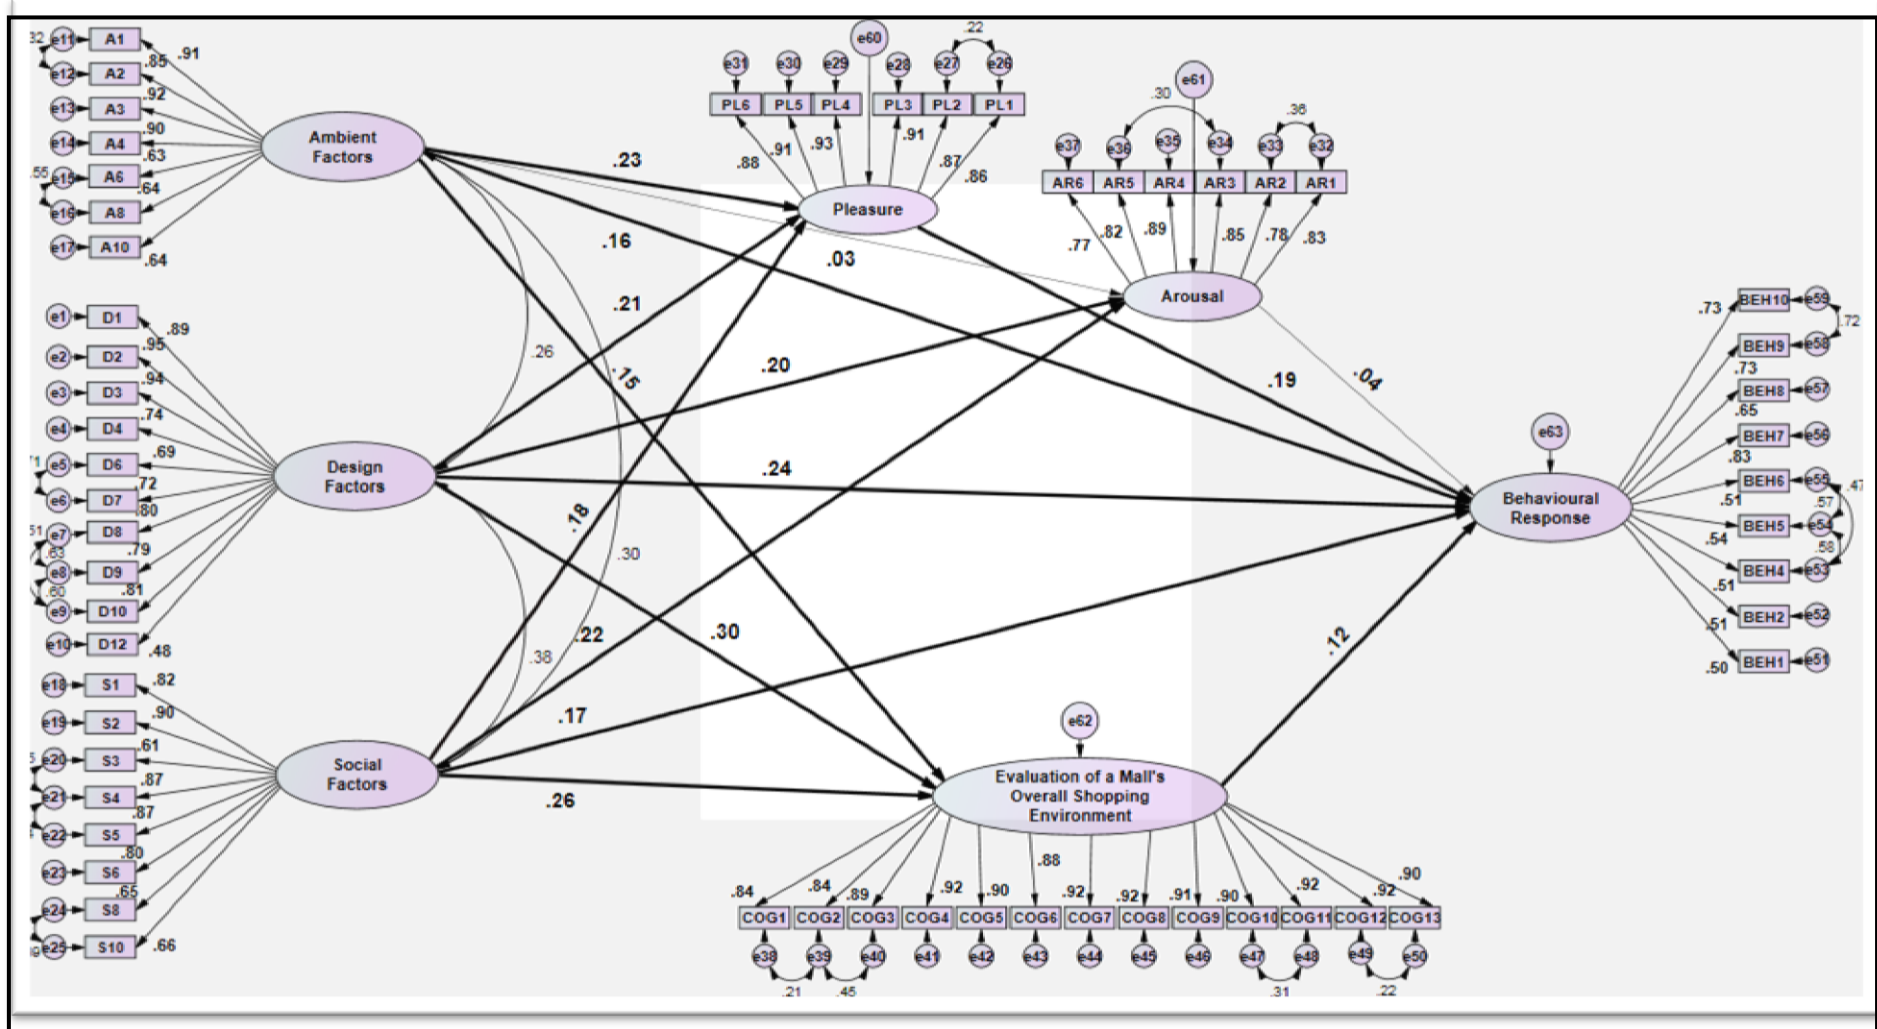 .32
e11
A1
.91
e12
A2
.85
e13
A3
.92
e14
A4
.90
.55
e15
A6
.63
e16
A8
.64
e17
A10
.64
Ambient
Factors
e1
D1
.89
e2
D2
.95
e3
D3
.94
e4
D4
.74
e5
D6
.69
e6
D7
.72
e7
D8
.80
.63
e8
D9
.79
.60
e9
D10
.81
e10
D12
.48
Design
Factors
e18
S1
.82
e19
S2
.90
e20
S3
.61
e21
S4
.87
e22
S5
.87
e23
S6
.80
e24
S8
.65
e25
S10
.66
Social
Factors
.26
.30
.38
e60
.22
e31
e30
e29
e28
e27
e26
PL6
PL5
PL4
PL3
PL2
PL1
.88
.91
.93
.91
.87
.86
Pleasure
e61
.30
.36
e37
e36
e35
e34
e33
e32
AR6
AR5
AR4
AR3
AR2
AR1
.77
.82
.89
.85
.78
.83
Arousal
.23
.16
.03
.21
.15
.20
.24
.18
.22
.30
.17
.26
.19
.04
.12
e63
Behavioural
Response
.73
BEH10
e59
.72
BEH9
e58
.73
BEH8
e57
.65
BEH7
e56
.83
BEH6
e55
.47
.51
.57
BEH5
e54
.54
.58
BEH4
e53
.51
BEH2
e52
.51
BEH1
e51
.50
e62
Evaluation of a Mall's
Overall Shopping
Environment
.84
.84
.89
.92
.90
.88
.92
.92
.91
.90
.92
.92
.90
COG1
COG2
COG3
COG4
COG5
COG6
COG7
COG8
COG9
COG10
COG11
COG12
COG13
e38
e39
e40
e41
e42
e43
e44
e45
e46
e47
e48
e49
e50
.21
.45
.31
.22